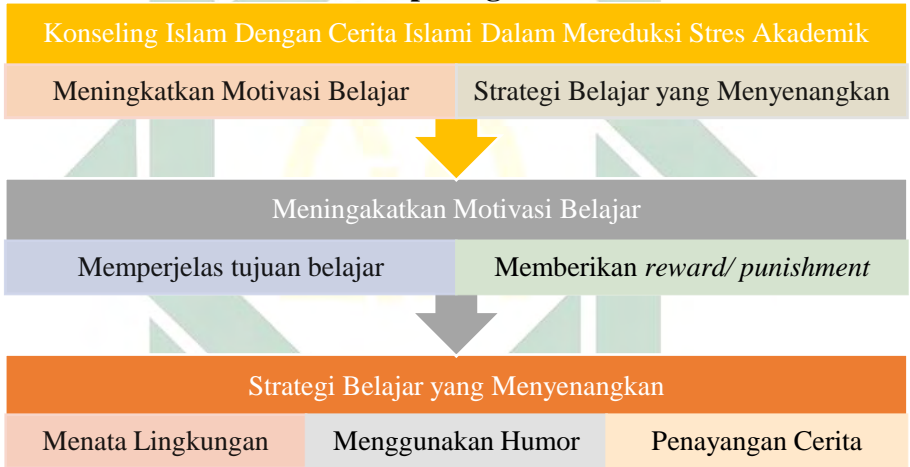 Konseling Islam Dengan Cerita Islami Dalam Mereduksi Stres Akademik
Meningkatkan Motivasi Belajar
Strategi Belajar yang Menyenangkan
Meningakatkan Motivasi Belajar
Memperjelas tujuan belajar
Memberikan reward/ punishment
Strategi Belajar yang Menyenangkan
Menata Lingkungan
Menggunakan Humor
Penayangan Cerita